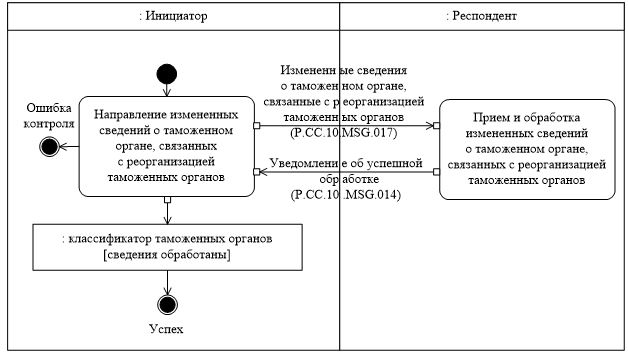 : Инициатор
: Респондент
Ошибка
контроля
Направление измененных
сведений о таможенном
органе, связанных
с реорганизацией
таможенных органов
Измененные сведения
о таможенном органе,
связанные с реорганизацией
таможенных органов
(P.CC.10.MSG.017)
Прием и обработка
измененных сведений
о таможенном органе,
связанных с реорганизацией
таможенных органов
Уведомление об успешной
обработке
(P.CC.10.MSG.014)
: классификатор таможенных органов
[сведения обработаны]
Успех